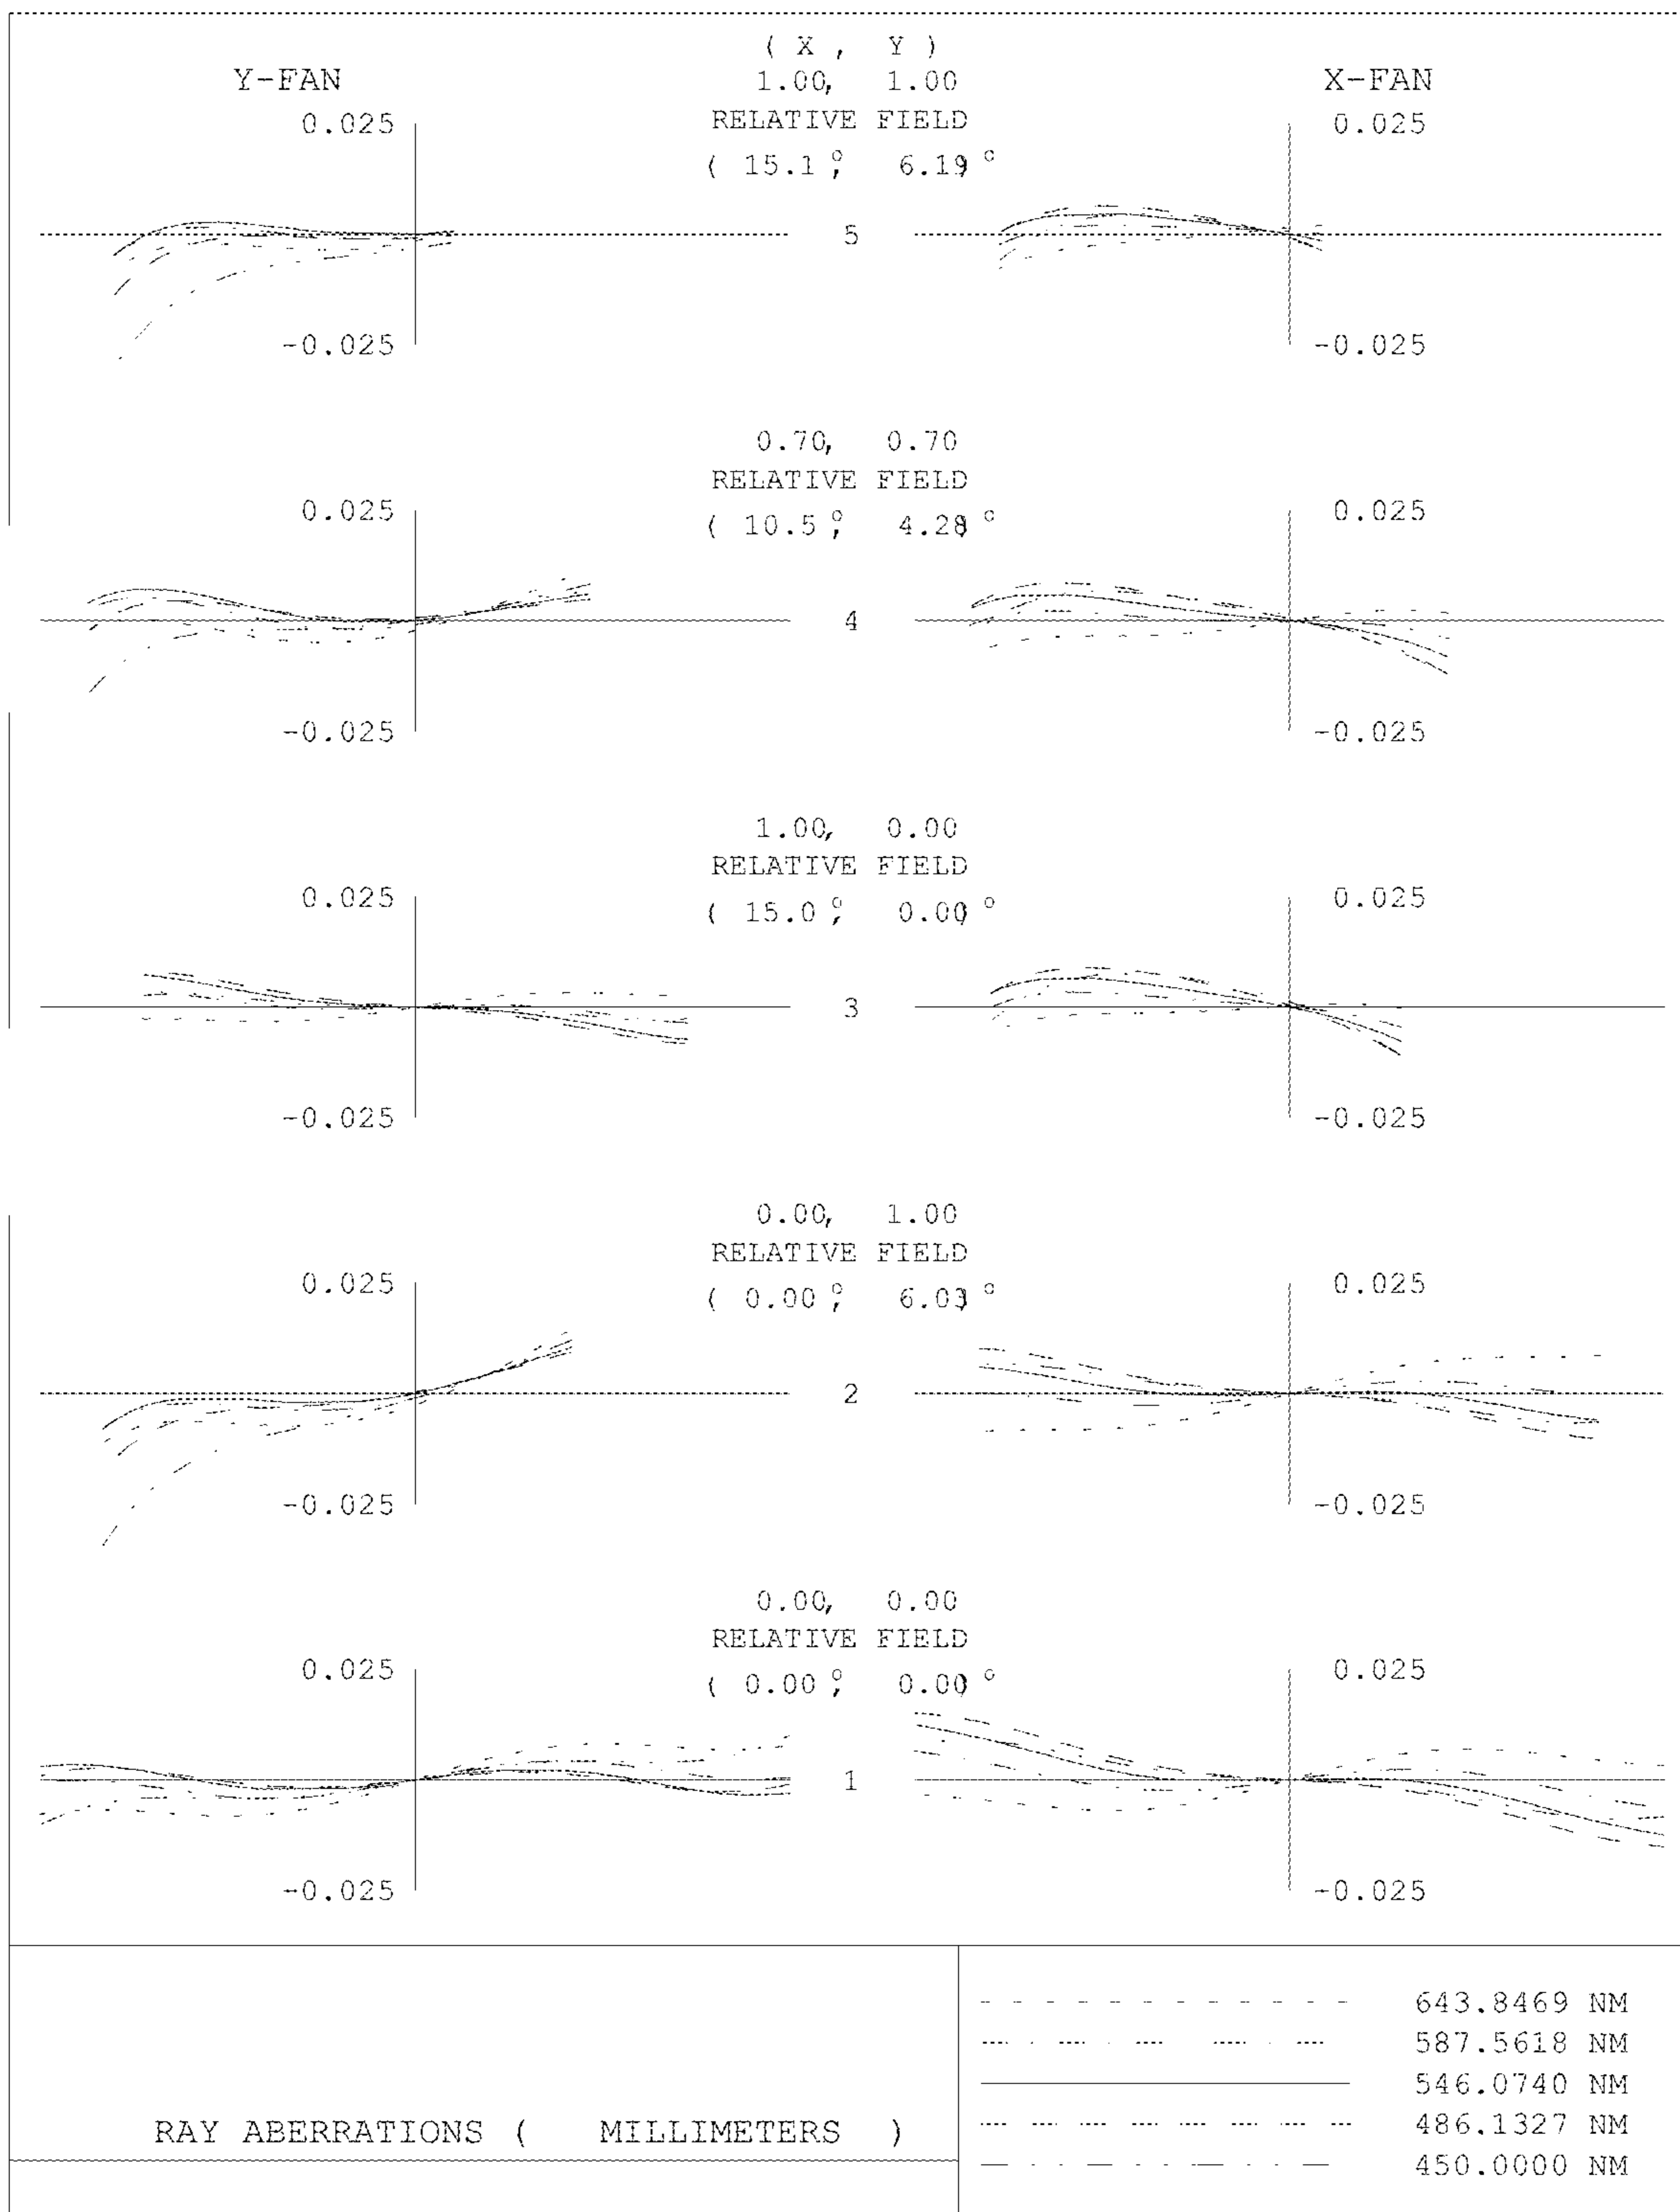 ( X , Y )
Y-FAN 1.00, 1.00 X-FAN
0.025 RELATIVE FIELD 0.025
( 15.1 °, 6.19 ) °
5
-0.025 -0.025
0.70, 0.70
RELATIVE FIELD
0.025 ( 10.5 °, 4.28 ) ° 0.025
4
-0.025 -0.025
1.00, 0.00
RELATIVE FIELD
0.025 ( 15.0 °, 0.00 ) ° 0.025
3
-0.025 -0.025
0.00, 1.00
RELATIVE FIELD
0.025 ( 0.00 °, 6.03 ) ° 0.025
2
-0.025 -0.025
0.00, 0.00
RELATIVE FIELD
0.025 ( 0.00 °, 0.00 ) ° 0.025
1
-0.025 -0.025
643.8469 NM
587.5618 NM
546.0740 NM
486.1327 NM
450.0000 NM
RAY ABERRATIONS ( MILLIMETERS )